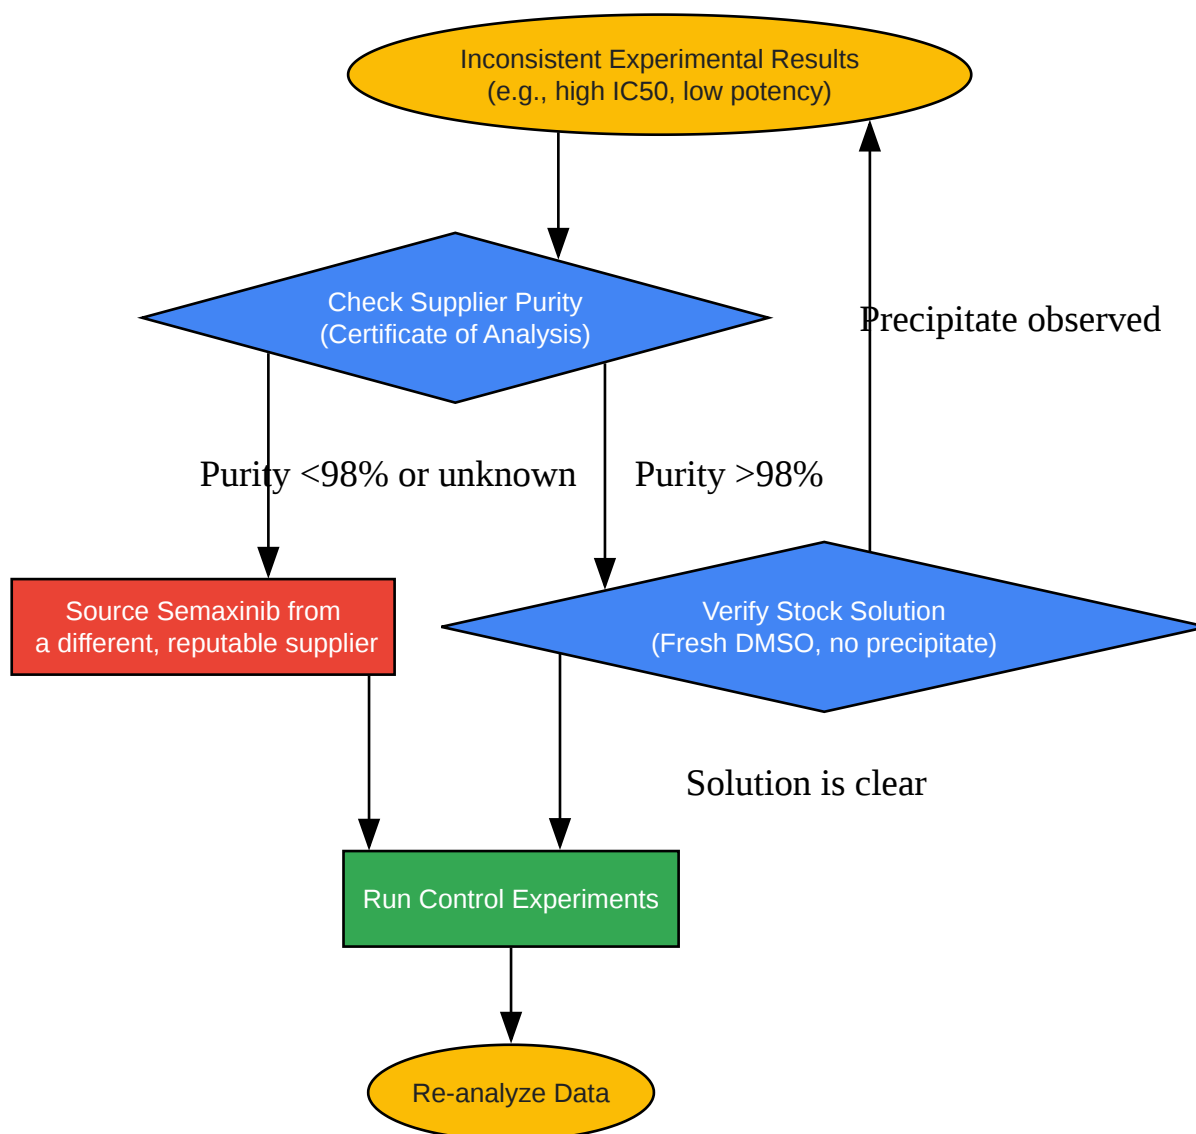 Inconsistent Experimental Results
(e.g., high IC50, low potency)
Check Supplier Purity
(Certificate of Analysis)
Precipitate observed
Purity <98% or unknown
Purity >98%
Source Semaxinib from
a different, reputable supplier
Verify Stock Solution
(Fresh DMSO, no precipitate)
Solution is clear
Run Control Experiments
Re-analyze Data